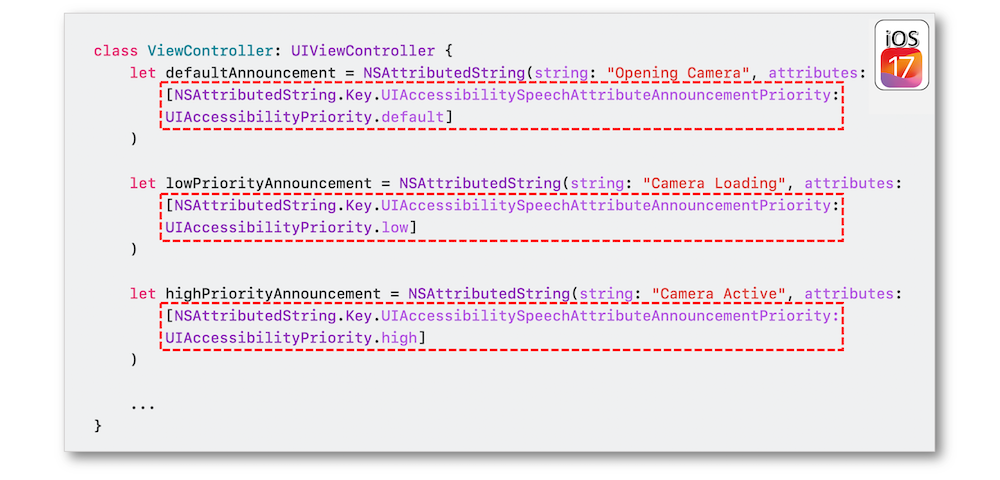 iOS
17
class ViewController: UIViewController {
let defaultAnnouncement = NSAttributedString(string: "Opening Camera", attributes:
[NSAttributedString.Key.UIAccessibilitySpeechAttributeAnnouncementPriority:
UIAccessibilityPriority.default]
)
let lowPriorityAnnouncement = NSAttributedString(string: "Camera Loading", attributes:
[NSAttributedString.Key.UIAccessibilitySpeechAttributeAnnouncementPriority:
UIAccessibilityPriority.low]
)
let highPriorityAnnouncement = NSAttributedString(string: "Camera Active", attributes:
[NSAttributedString.Key.UIAccessibilitySpeechAttributeAnnouncementPriority:
UIAccessibilityPriority.high]
)
...
}